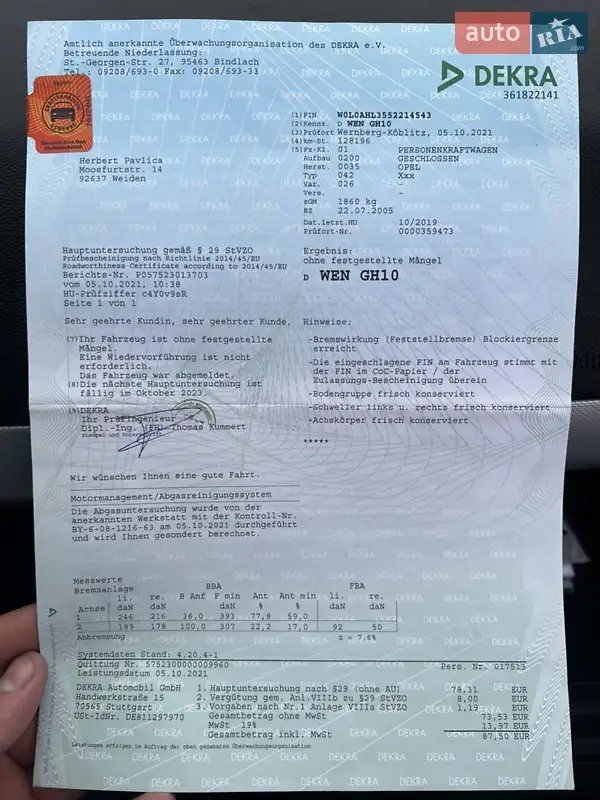 auto RIA .com
Amtlich anerkannte Überwachungsorganisation des DEKRA e.V.
Betreuende Niederlassung:
St.-Georgen-Str. 27, 95463 Bindlach
Tel.: 09208/693-0 Fax: 09208/693-33
DEKRA
361822141
Herbert Pavlica
Moosfurtstr. 14
92637 Weiden
(1) FIN W0L0AHL3552214543
(2) Kennz. D WEN GH10
(3) Prüfort Wernberg-Köblitz, 05.10.2021
(4) km-St. 128196
(5) Fz-Kl. 01 PERSONENKRAFTWAGEN
Aufbau 0200 GESCHLOSSEN
Herst. 0035 OPEL
Typ 042 Xxx
Var. 026 -
Vers. -
zGM 1860 kg
EZ 22.07.2005
Dat.letzt.HU 10/2019
Prüfort-Nr. 0000359473
Hauptuntersuchung gemäß § 29 StVZO
Prüfbescheinigung nach Richtlinie 2014/45/EU
Roadworthiness Certificate according to 2014/45/EU
Berichts-Nr. P057523013703
vom 05.10.2021, 10:38
HU-Prüfziffer c4Y0v9sR
Seite 1 von 1
Ergebnis:
ohne festgestellte Mängel
D WEN GH10
Sehr geehrte Kundin, sehr geehrter Kunde,
(7) Ihr Fahrzeug ist ohne festgestellte
Mängel.
Eine Wiedervorführung ist nicht
erforderlich.
Das Fahrzeug war abgemeldet.
(8) Die nächste Hauptuntersuchung ist
fällig im Oktober 2023.
(9) DEKRA
Ihr Prüfingenieur
Dipl.-Ing. (FH) Thomas Kummert
Stempel und Unterschrift
Hinweise:
-Bremswirkung (Feststellbremse) Blockiergrenze
erreicht
-Die eingeschlagene FIN am Fahrzeug stimmt mit
der FIN im CoC-Papier / der
Zulassungs-Bescheinigung überein
-Bodengruppe frisch konserviert
-Schweller links u. rechts frisch konserviert
-Achskörper frisch konserviert
*****
Wir wünschen Ihnen eine gute Fahrt.
Motormanagement/Abgasreinigungssystem
Die Abgasuntersuchung wurde von der
anerkannten Werkstatt mit der Kontroll-Nr.
BY-6-08-1216-63 am 05.10.2021 durchgeführt
und wird Ihnen gesondert berechnet.
Messwerte
Bremsanlage BBA FBA
li. re. B Anf F min Ant Ant min li. re.
Achse daN daN % daN % % daN daN
1 246 216 36,0 393 77,8 59,0
2 189 178 100,0 307 22,2 17,0 92 50
Abbremsung z = 7,6%
Systemdaten Stand: 4.20.4-1
Quittung Nr. 5752300000009960 Pers. Nr. 017513
Leistungsdatum 05.10.2021
DEKRA Automobil GmbH 1. Hauptuntersuchung nach §29 (ohne AU) 78,31 EUR
Handwerkstraße 15 2. Vergütung gem. Anl.VIIIb zu §29 StVZO 8,00 EUR
70565 Stuttgart 3. Vorgaben nach Nr.1 Anlage VIIIa StVZO 1,19 EUR
USt-IdNr. DE811297970 Gesamtbetrag ohne MwSt 73,53 EUR
MwSt 19% 13,97 EUR
Gesamtbetrag inkl. MwSt 87,50 EUR
Leistungen erfolgen im Auftrag der oben genannten Überwachungsorganisation